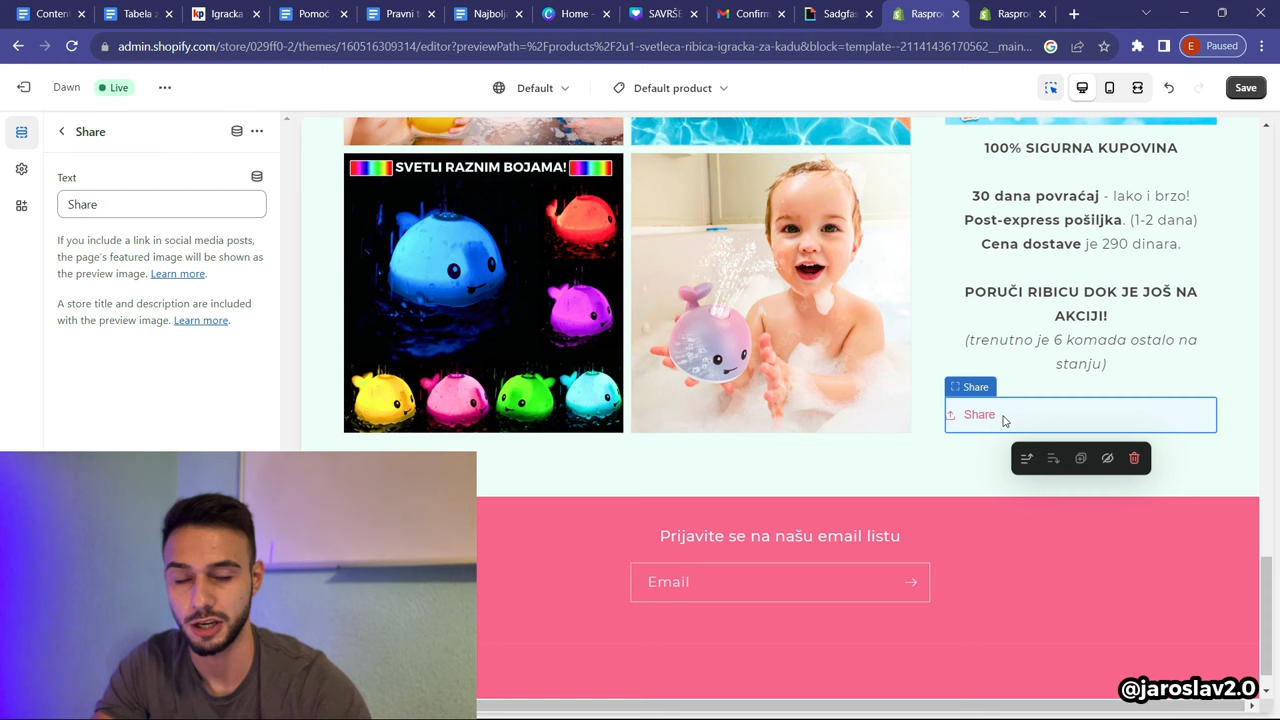 Pomoć
Tabela z
Igracka
Pomoć
Pravni t
Najbolj
Home -
SAVRŠE
Confirm
Sadgas
Raspro
Raspro
admin.shopify.com/store/029ff0-2/themes/160516309314/editor?previewPath=%2Fproducts%2F2u1-svetleca-ribica-igracka-za-kadu&block=template--21141436170562__main...
E
Paused
Dawn
Live
Default
Default product
Save
Share
Text
Share
If you include a link in social media posts,
the page's featured image will be shown as
the preview image. Learn more.
A store title and description are included
with the preview image. Learn more.
SVETLI RAZNIM BOJAMA!
100% SIGURNA KUPOVINA
30 dana povraćaj - lako i brzo!
Post-express pošiljka. (1-2 dana)
Cena dostave je 290 dinara.
PORUČI RIBICU DOK JE JOŠ NA
AKCIJI!
(trenutno je 6 komada ostalo na
stanju)
Share
Share
Prijavite se na našu email listu
Email
@jaroslav2.0